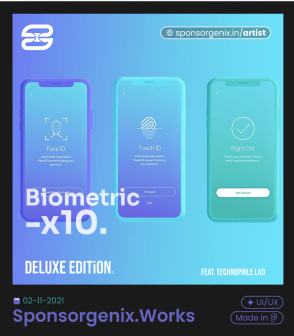 sponsorgenix.in/artist
Face ID
Touch ID
Right On!
Biometric
-x10.
DELUXE EDITION.
FEAT. TECHNOPHILE LAD
02-11-2021
UI/UX
Sponsorgenix.Works
Made in